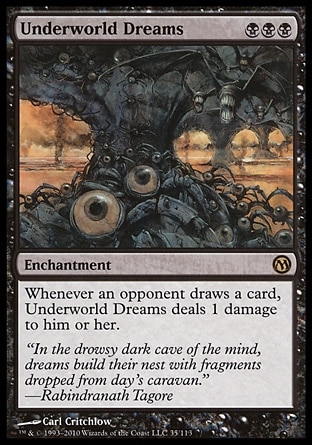 Underworld Dreams
Enchantment
Whenever an opponent draws a card,
Underworld Dreams deals 1 damage
to him or her.
“In the drowsy dark cave of the mind,
dreams build their nest with fragments
dropped from day’s caravan.”
—Rabindranath Tagore
Carl Critchlow
™ & © 1993–2010 Wizards of the Coast LLC 35/113